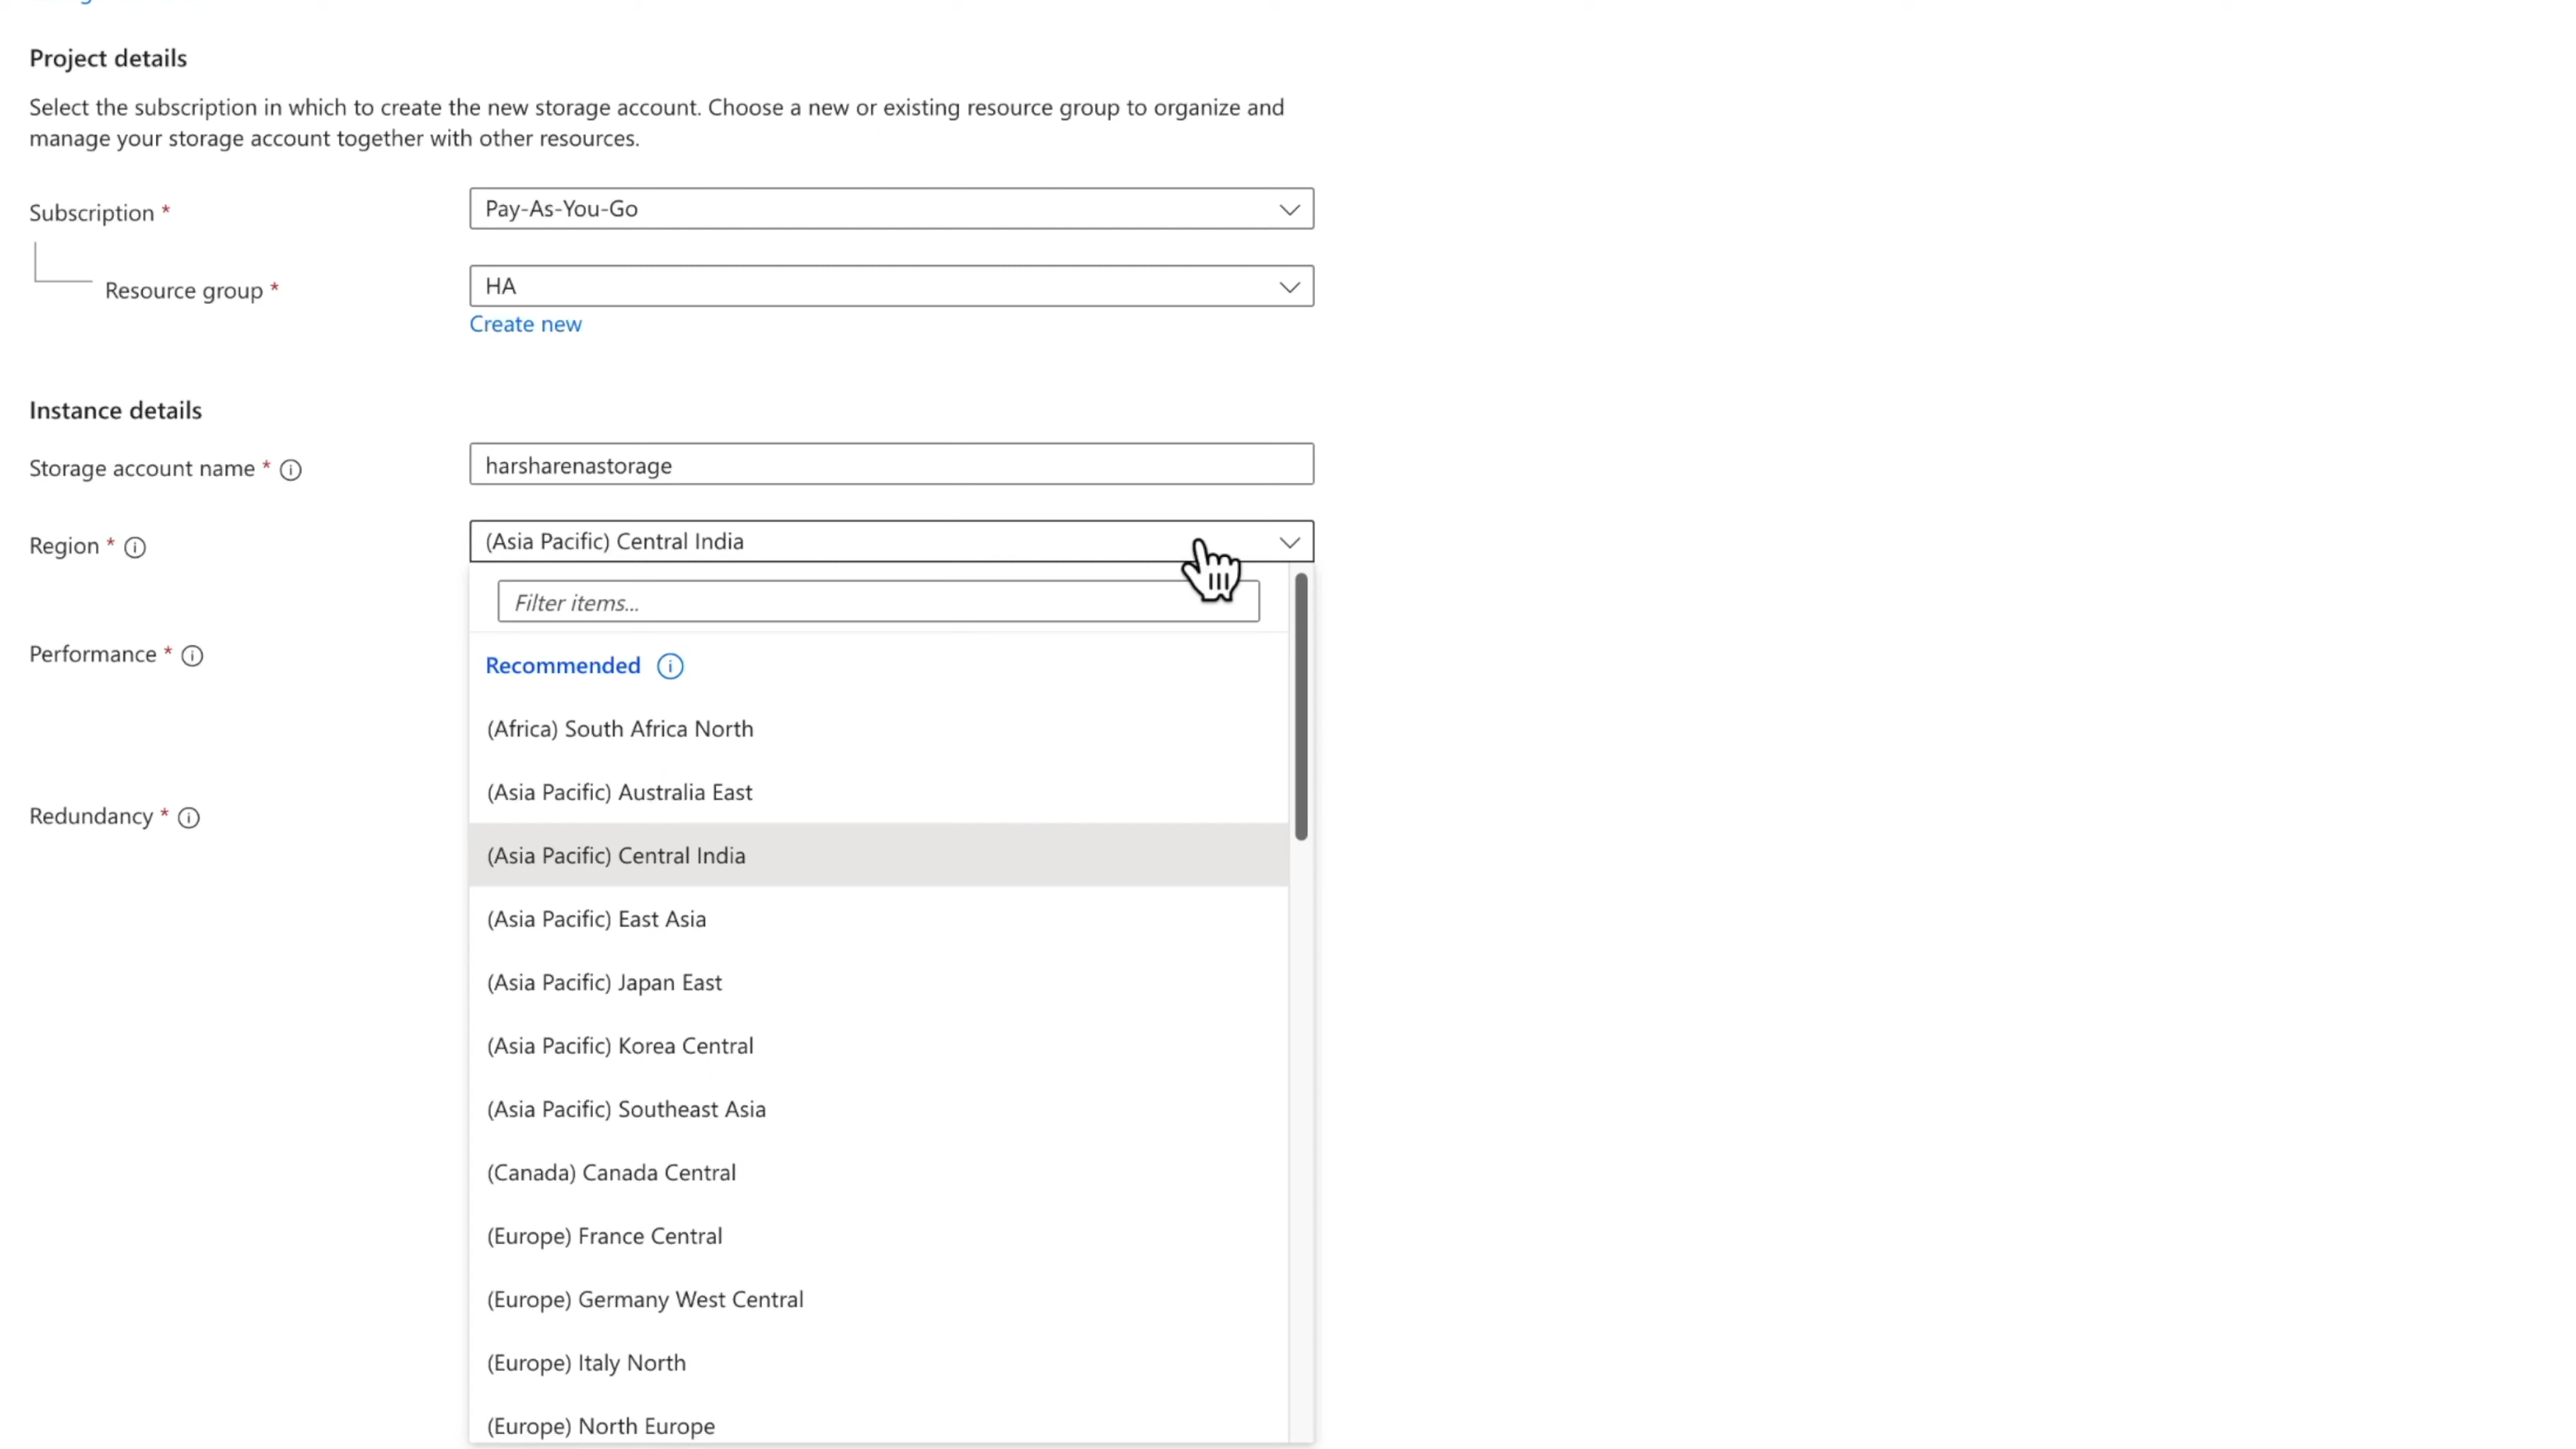 Project details
Select the subscription in which to create the new storage account. Choose a new or existing resource group to organize and
manage your storage account together with other resources.
Subscription *
Pay-As-You-Go
Resource group *
HA
Create new
Instance details
Storage account name *
harsharenastorage
Region *
(Asia Pacific) Central India
Filter items...
Recommended
Performance *
(Africa) South Africa North
(Asia Pacific) Australia East
Redundancy *
(Asia Pacific) Central India
(Asia Pacific) East Asia
(Asia Pacific) Japan East
(Asia Pacific) Korea Central
(Asia Pacific) Southeast Asia
(Canada) Canada Central
(Europe) France Central
(Europe) Germany West Central
(Europe) Italy North
(Europe) North Europe